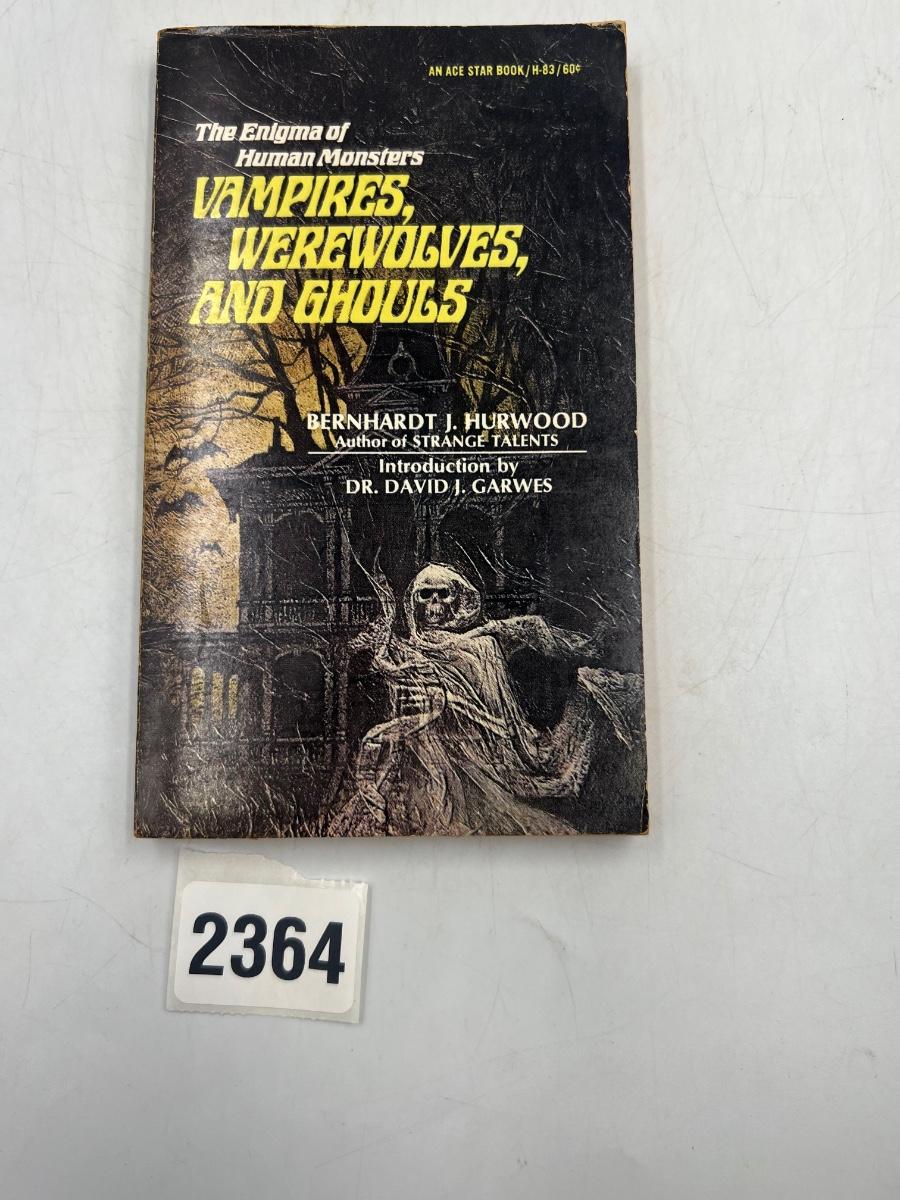 AN ACE STAR BOOK/H-83/60¢
The Enigma of
Human Monsters
VAMPIRES,
WEREWOLVES,
AND GHOULS
BERNHARDT J. HURWOOD
Author of STRANGE TALENTS
Introduction by
DR. DAVID J. GARWES
2364